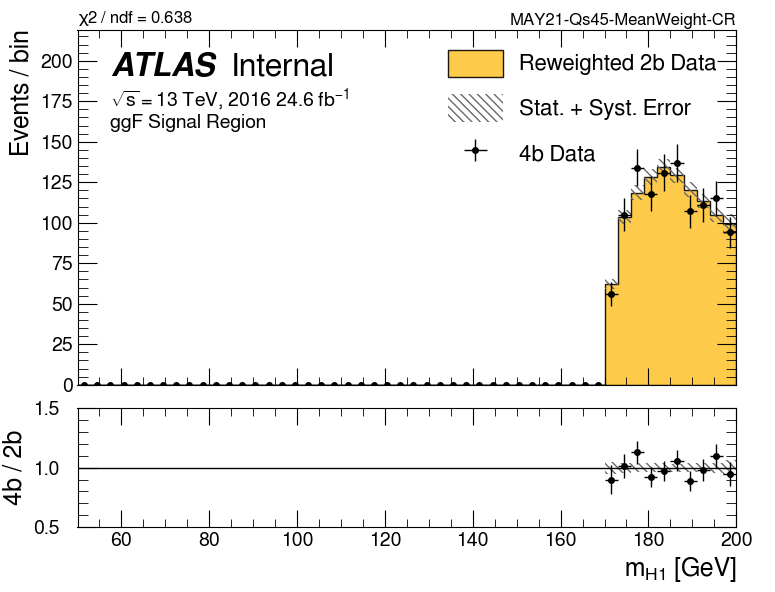 χ² / ndf = 0.638
MAY21-Qs45-MeanWeight-CR
ATLAS Internal
√s = 13 TeV, 2016 24.6 fb⁻¹
ggF Signal Region
Reweighted 2b Data
Stat. + Syst. Error
4b Data
Events / bin
200
175
150
125
100
75
50
25
0
4b / 2b
1.5
1.0
0.5
60 80 100 120 140 160 180 200
m_H1 [GeV]